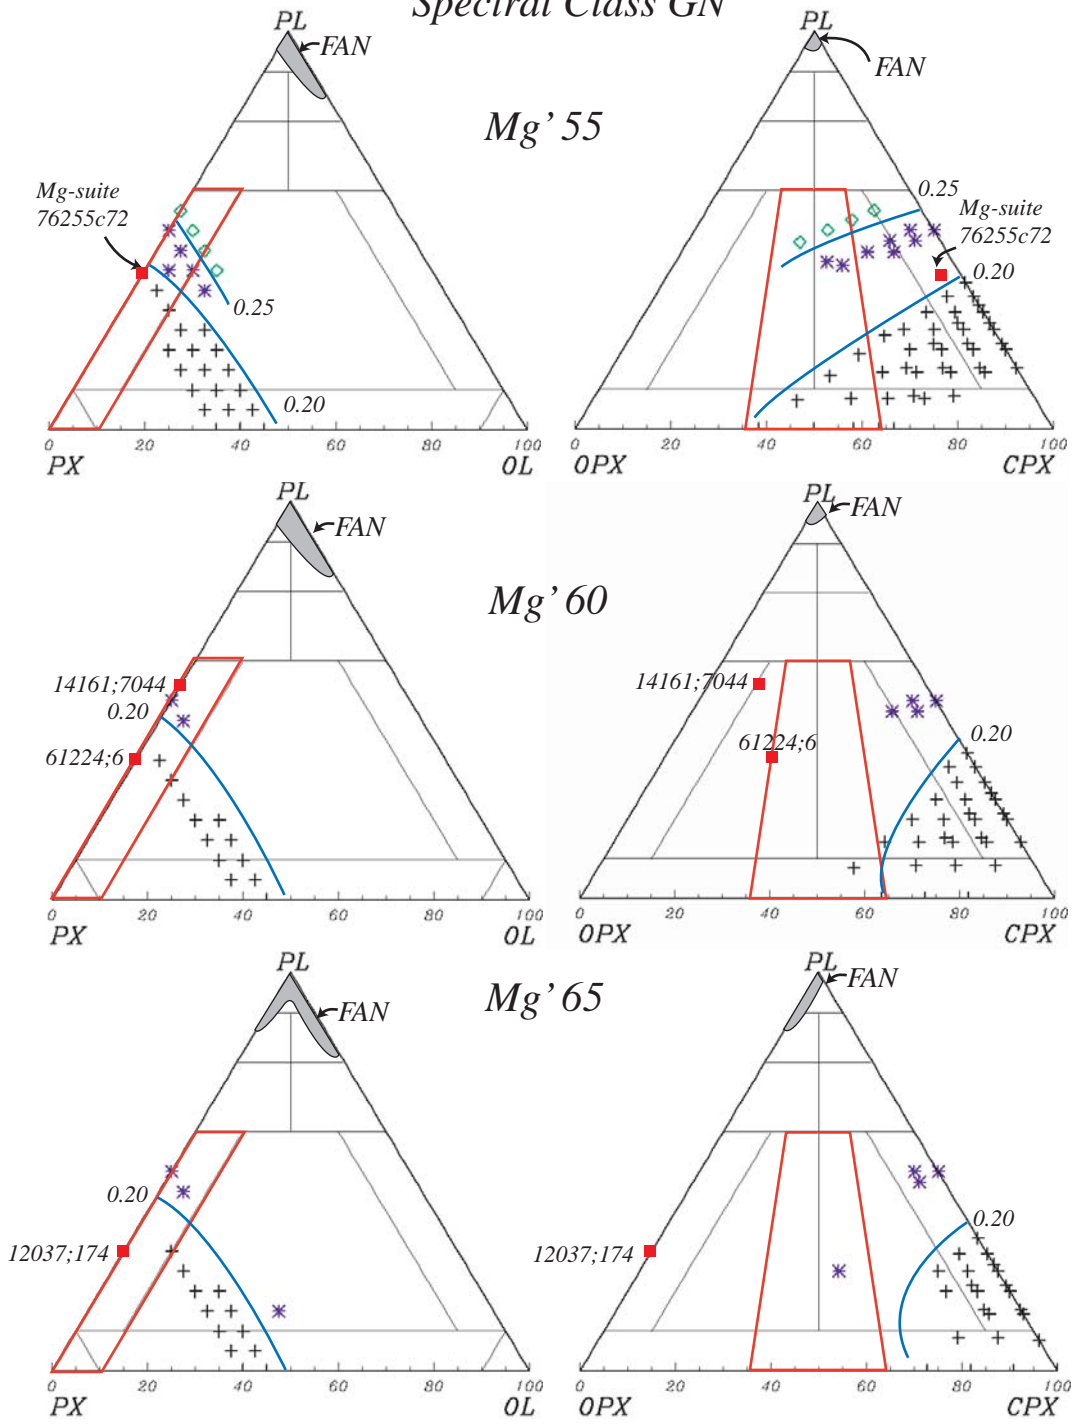 Spectral Class GN
PL
FAN
PL
FAN
Mg’ 55
Mg-suite
76255c72
0.25
0.20
0.25
Mg-suite
76255c72
0.20
0 20 40 60 80 100
PX OL
0 40 60 80 100
OPX CPX
PL
FAN
PL
FAN
Mg’ 60
14161;7044
0.20
61224;6
14161;7044
61224;6
0.20
0 20 40 60 80 100
PX OL
0 20 40 60 80 100
OPX CPX
PL
FAN
PL
FAN
Mg’ 65
0.20
12037;174
12037;174
0.20
0 20 40 60 80 100
PX OL
0 20 40 60 80 100
OPX CPX